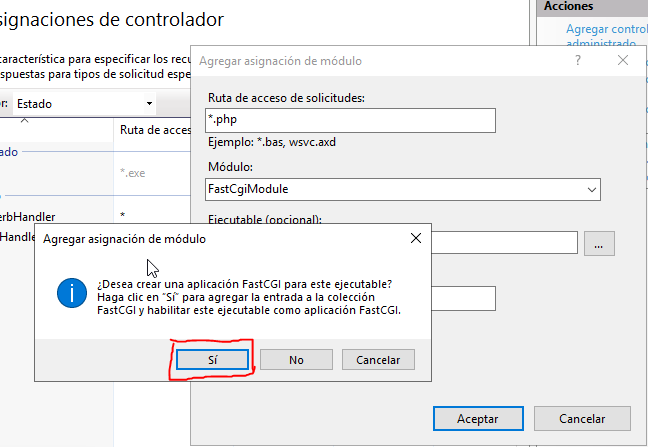 signaciones de controlador
Acciones
Agregar control
administrado
característica para especificar los recu
spuestas para tipos de solicitud espe
or:
Estado
Ruta de acces
ado
*.exe
erbHandler
*
Handle
Agregar asignación de módulo
?
Ruta de acceso de solicitudes:
*.php
Ejemplo: *.bas, wsvc.axd
Módulo:
FastCgiModule
Ejecutable (opcional):
...
Agregar asignación de módulo
¿Desea crear una aplicación FastCGI para este ejecutable?
Haga clic en "Sí" para agregar la entrada a la colección
FastCGI y habilitar este ejecutable como aplicación FastCGI.
Sí
No
Cancelar
Aceptar
Cancelar